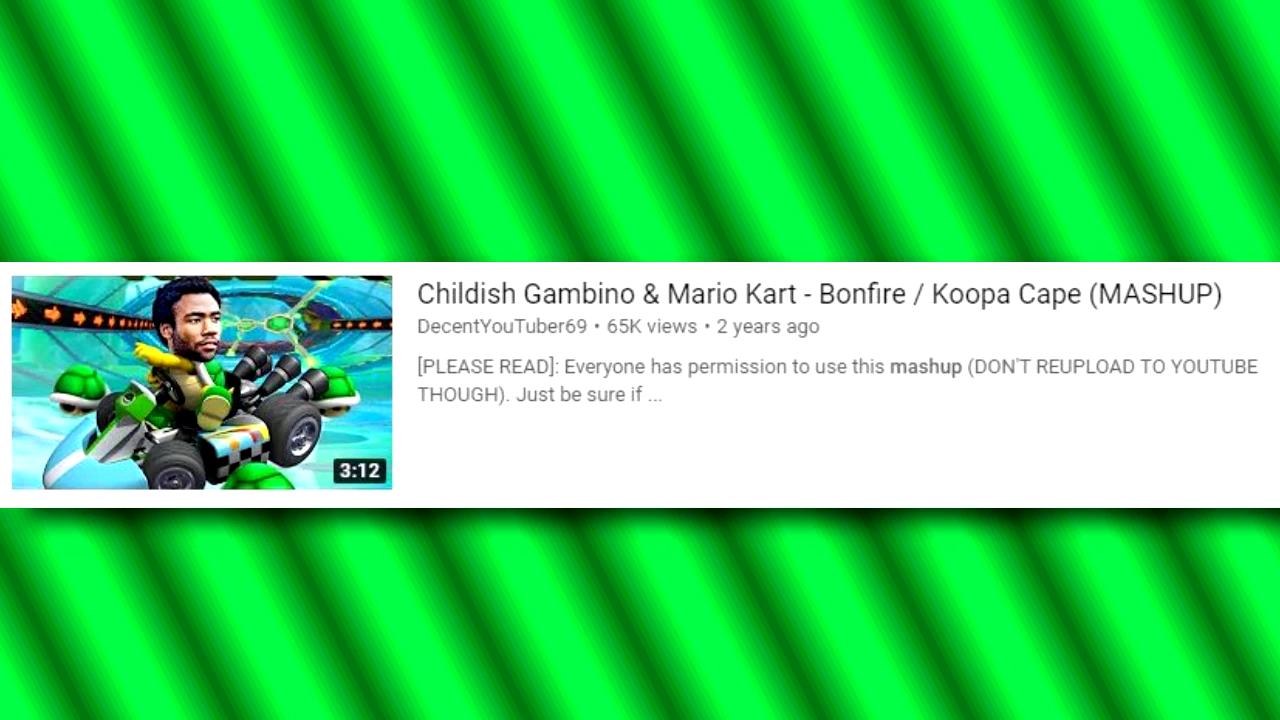 Childish Gambino & Mario Kart - Bonfire / Koopa Cape (MASHUP)
DecentYouTuber69 • 65K views • 2 years ago
[PLEASE READ]: Everyone has permission to use this mashup (DON'T REUPLOAD TO YOUTUBE
THOUGH). Just be sure if ...
3:12